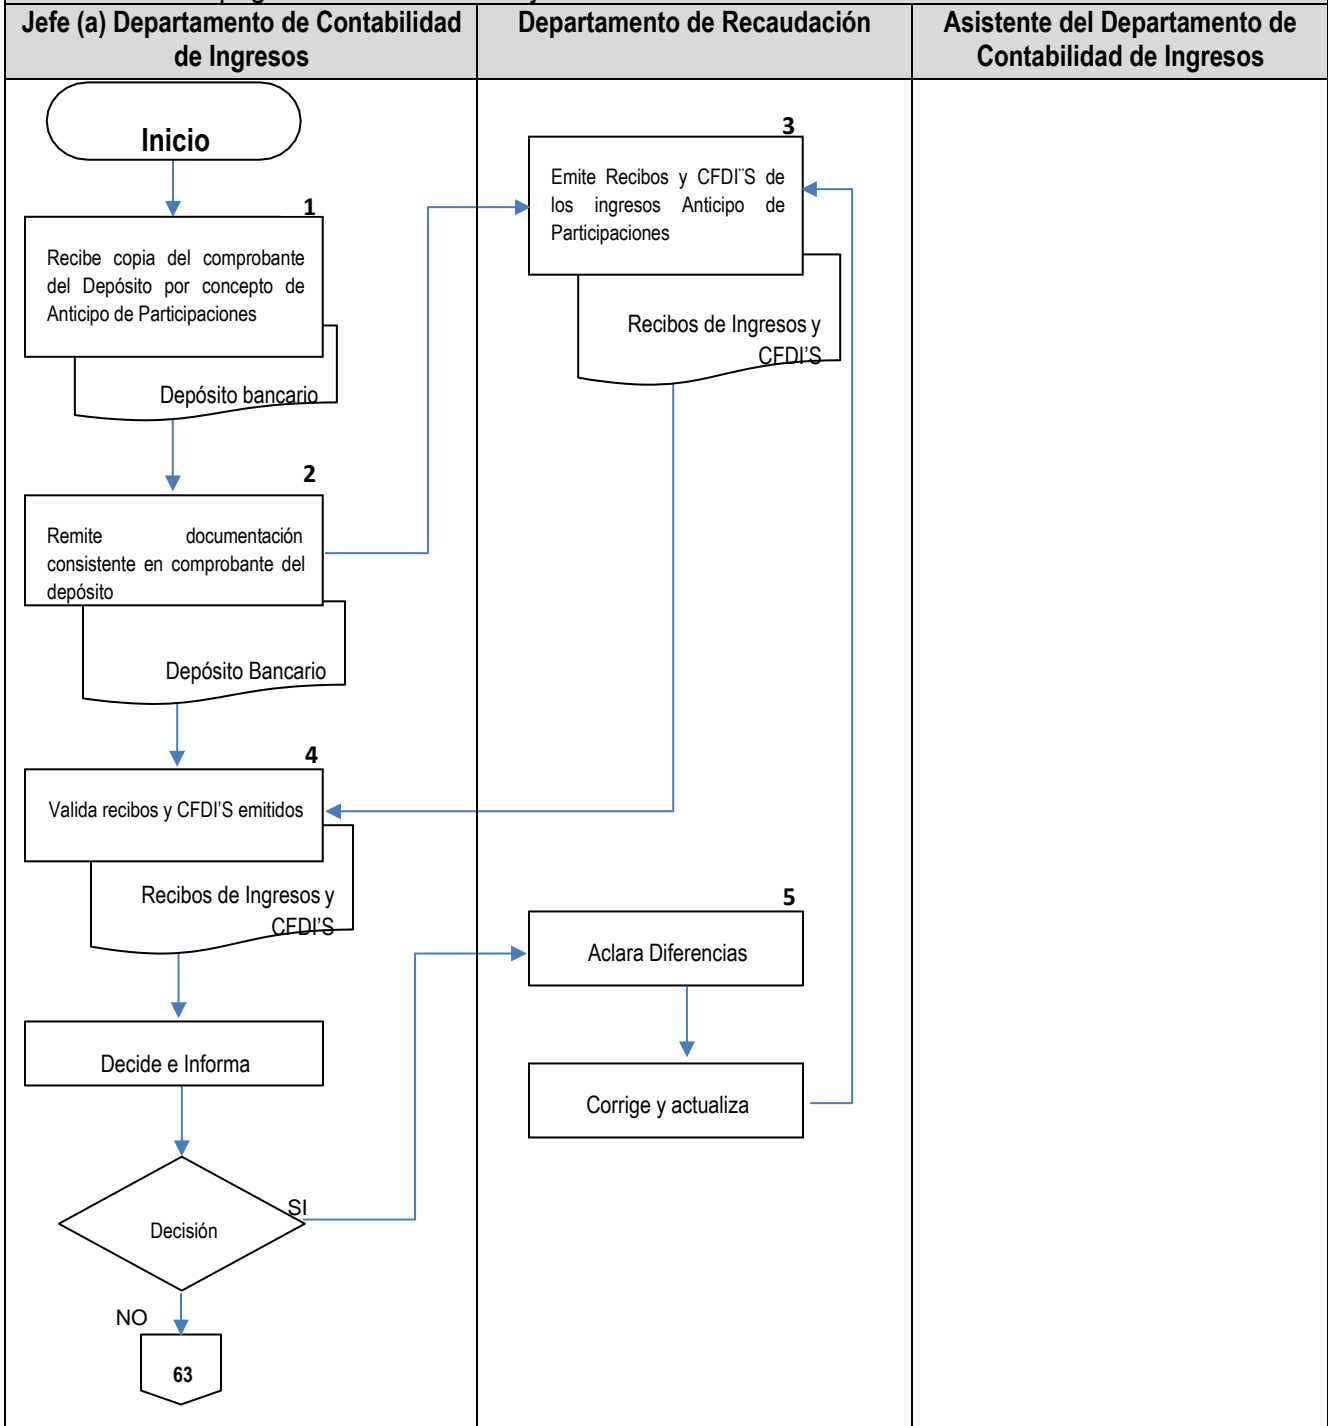 Jefe (a) Departamento de Contabilidad
de Ingresos
Departamento de Recaudación
Asistente del Departamento de
Contabilidad de Ingresos
Inicio
1
Recibe copia del comprobante
del Depósito por concepto de
Anticipo de Participaciones
Depósito bancario
2
Remite documentación
consistente en comprobante del
depósito
Depósito Bancario
3
Emite Recibos y CFDI¨S de
los ingresos Anticipo de
Participaciones
Recibos de Ingresos y
CFDI'S
4
Valida recibos y CFDI'S emitidos
Recibos de Ingresos y
CFDI'S
5
Aclara Diferencias
Decide e Informa
Corrige y actualiza
Decisión
SI
NO
63